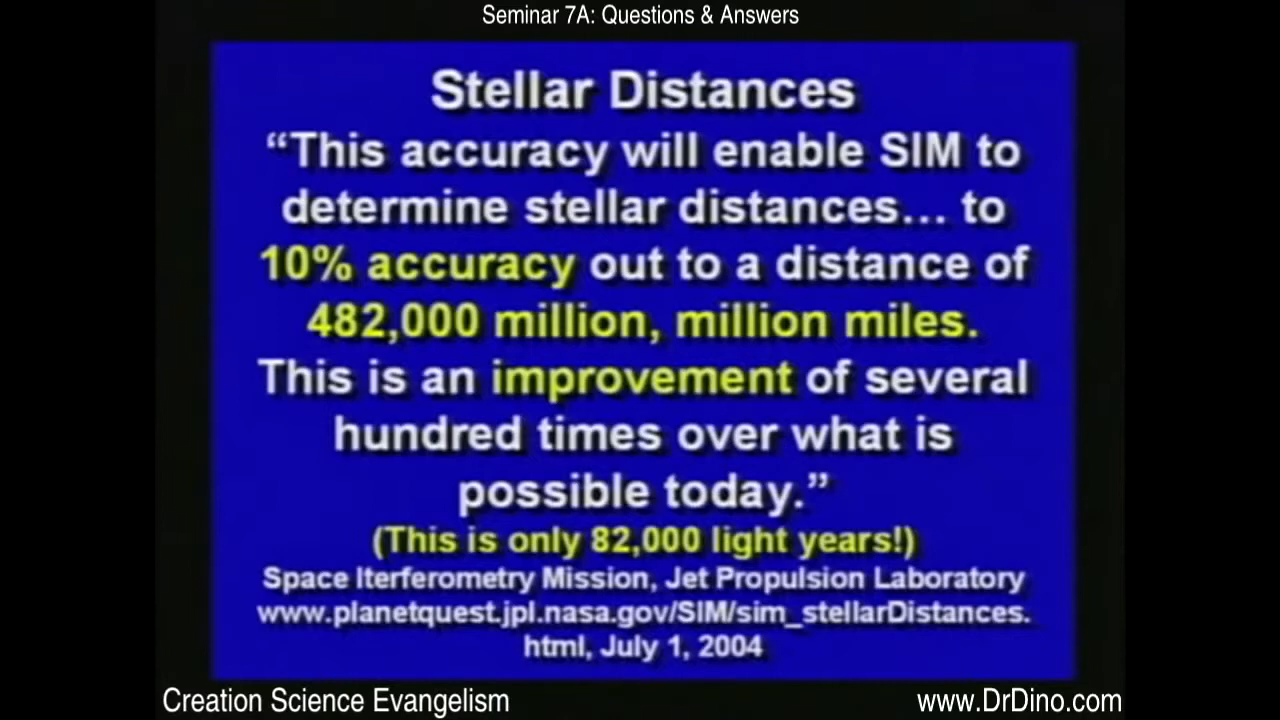 Seminar 7A: Questions & Answers
Stellar Distances
“This accuracy will enable SIM to
determine stellar distances... to
10% accuracy out to a distance of
482,000 million, million miles.
This is an improvement of several
hundred times over what is
possible today.”
(This is only 82,000 light years!)
Space Iterferometry Mission, Jet Propulsion Laboratory
www.planetquest.jpl.nasa.gov/SIM/sim_stellarDistances.
html, July 1, 2004
Creation Science Evangelism
www.DrDino.com